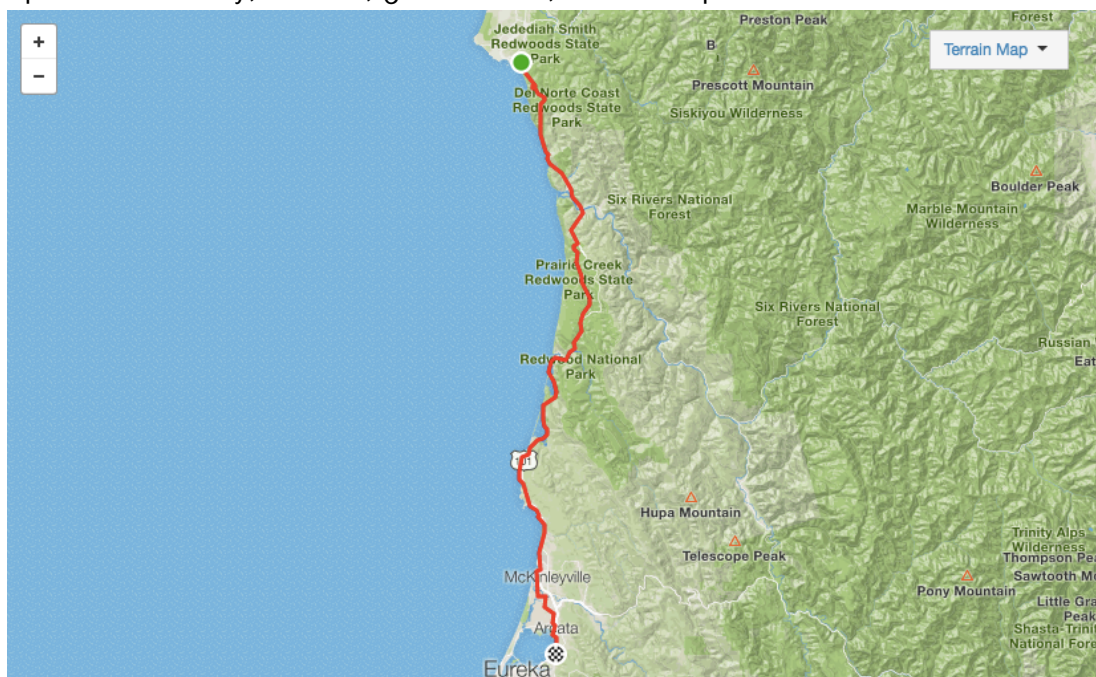 +
−
Terrain Map
Jedediah Smith
Redwoods State
Park
Preston Peak
Forest
B
Prescott Mountain
Del Norte Coast
Redwoods State
Park
Siskiyou Wilderness
Boulder Peak
Six Rivers National
Forest
Marble Mountain
Wilderness
Prairie Creek
Redwoods State
Park
Six Rivers National
Forest
Russian
Eat
Redwood National
Park
101
Hupa Mountain
Telescope Peak
Trinity Alps
Wilderness
Thompson Pea
Sawtooth Mo
McKinleyville
Pony Mountain
Little Gra
Peak
Shasta-Trinit
National Fore
Arcata
Eureka